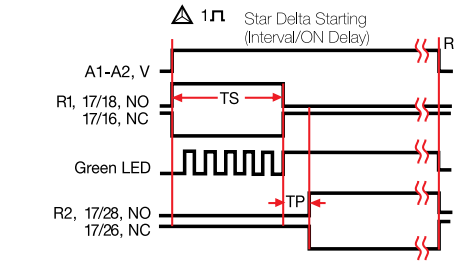 1 Star Delta Starting
(Interval/ON Delay)
R
A1-A2, V
TS
R1, 17/18, NO
17/16, NC
Green LED
TP
R2, 17/28, NO
17/26, NC